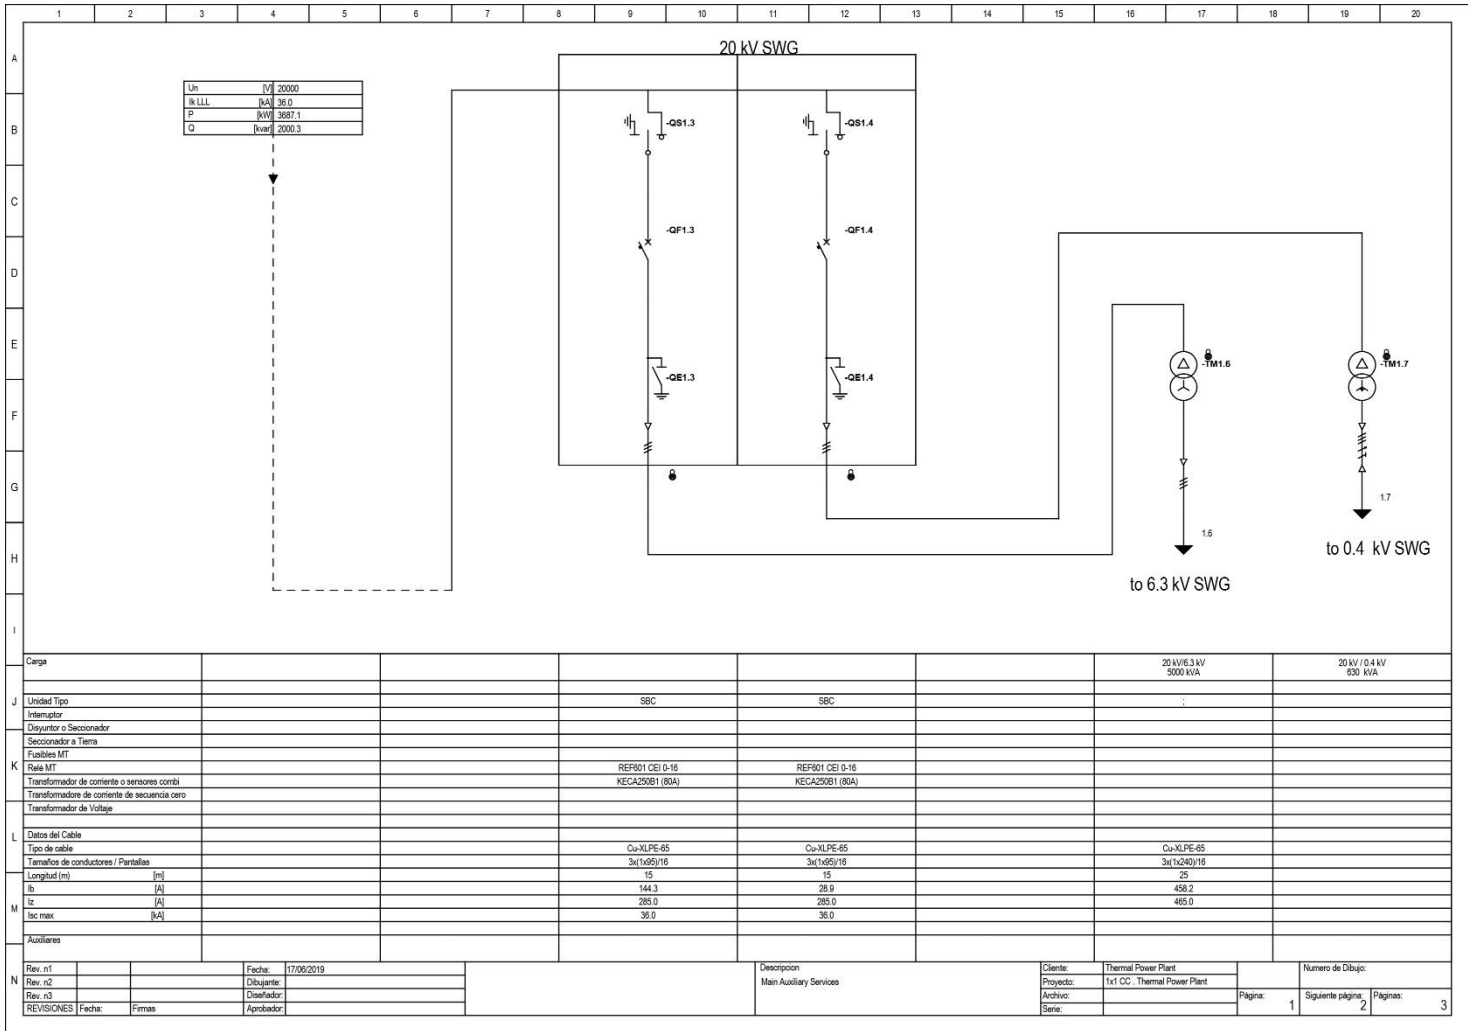 1 2 3 4 5 6 7 8 9 10 11 12 13 14 15 16 17 18 19 20
A
B
C
D
E
F
G
H
I
J
K
L
M
N
20 kV SWG
Un [V] 20000
Ik LLL [kA] 36.0
P [kW] 3687.1
Q [kvar] 2000.3
-QS1.3 -QS1.4
-QF1.3 -QF1.4
-TM1.6 -TM1.7
-QE1.3 -QE1.4
1.7
1.6
to 0.4 kV SWG
to 6.3 kV SWG
Carga 20 kV/6.3 kV 20 kV / 0.4 kV
5000 kVA 630 kVA
Unidad Tipo SBC SBC ;
Interruptor
Disyuntor o Seccionador
Seccionador a Tierra
Fusibles MT
Relé MT REF601 CEI 0-16 REF601 CEI 0-16
Transformador de corriente o sensores combi KECA250B1 (80A) KECA250B1 (80A)
Transformadore de corriente de secuencia cero
Transformador de Voltaje
Datos del Cable
Tipo de cable Cu-XLPE-65 Cu-XLPE-65 Cu-XLPE-65
Tamaños de conductores / Pantallas 3x(1x95)/16 3x(1x95)/16 3x(1x240)/16
Longitud (m) [m] 15 15 25
Ib [A] 144.3 28.9 458.2
Iz [A] 285.0 285.0 465.0
Isc max [kA] 36.0 36.0
Auxiliares
Rev. n1 Fecha: 17/06/2019 Descripcion Cliente: Thermal Power Plant Numero de Dibujo:
Rev. n2 Dibujante: Main Auxiliary Services Proyecto: 1x1 CC . Thermal Power Plant
Rev. n3 Diseñador: Archivo: Página: 1 Siguiente página: 2 Páginas: 3
REVISIONES Fecha: Firmas Aprobador: Serie: